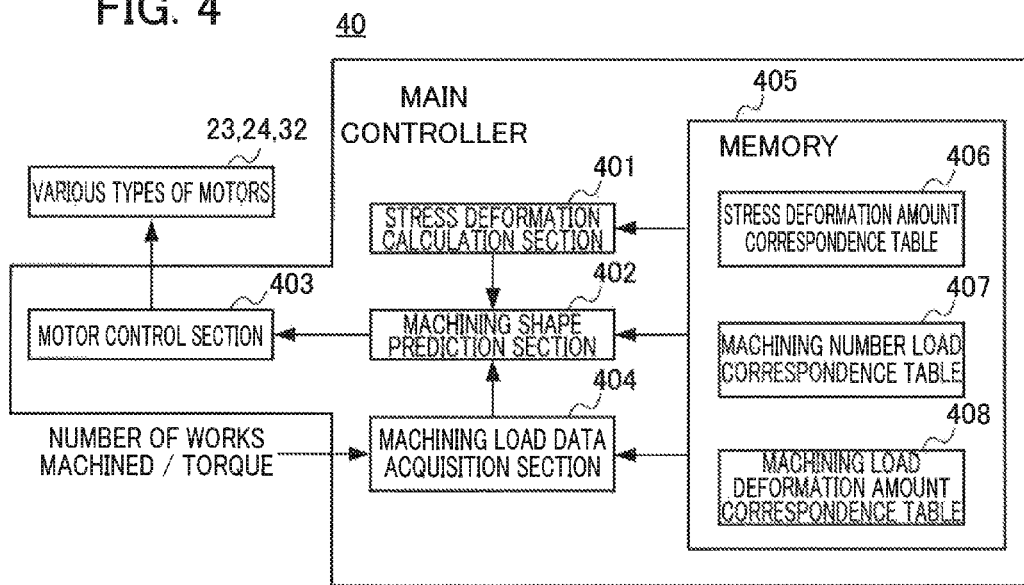 FIG. 4
40
MAIN
CONTROLLER
405
MEMORY
23,24,32
VARIOUS TYPES OF MOTORS
401
STRESS DEFORMATION
CALCULATION SECTION
406
STRESS DEFORMATION AMOUNT
CORRESPONDENCE TABLE
403
MOTOR CONTROL SECTION
402
MACHINING SHAPE
PREDICTION SECTION
407
MACHINING NUMBER LOAD
CORRESPONDENCE TABLE
404
NUMBER OF WORKS
MACHINED / TORQUE
MACHINING LOAD DATA
ACQUISITION SECTION
408
MACHINING LOAD
DEFORMATION AMOUNT
CORRESPONDENCE TABLE